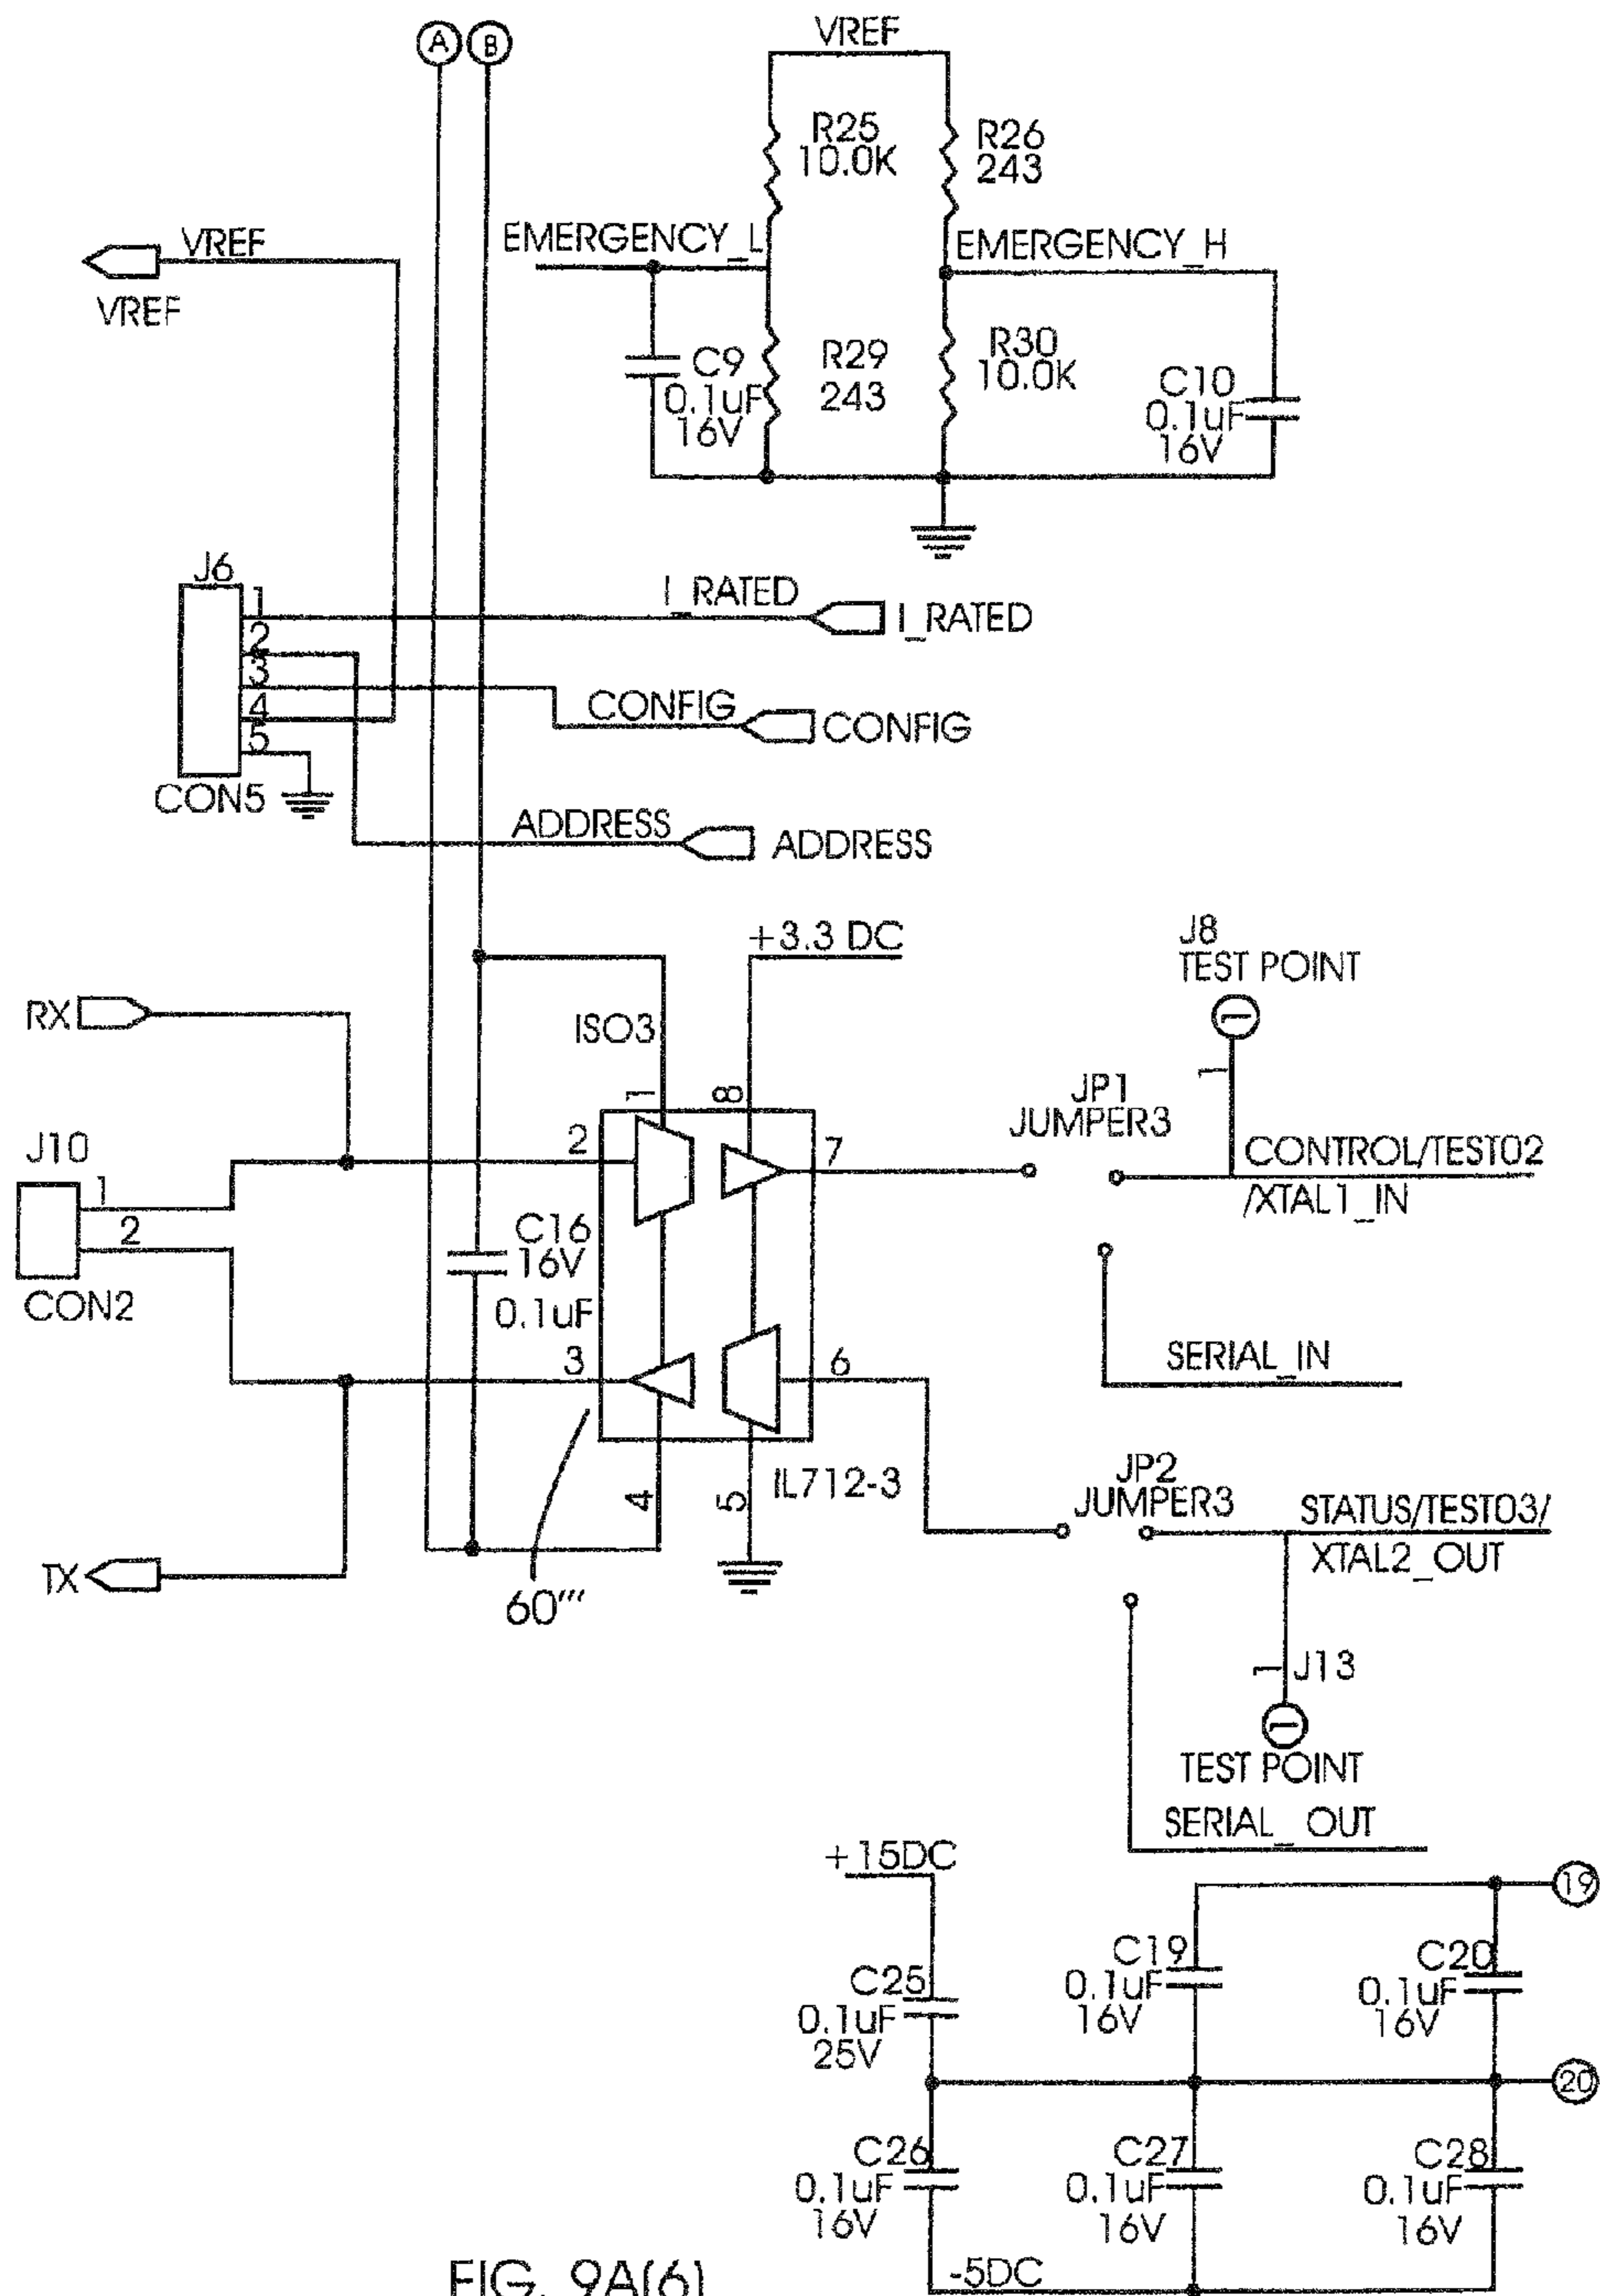 A B
VREF
R25
10.0K
R26
243
EMERGENCY_L
EMERGENCY_H
VREF
VREF
C9
0.1uF
16V
R29
243
R30
10.0K
C10
0.1uF
16V
J6
1
2
3
4
5
CON5
I_RATED
I_RATED
CONFIG
CONFIG
ADDRESS
ADDRESS
+3.3 DC
J8
TEST POINT
1
1
RX
ISO3
1
8
JP1
JUMPER3
J10
1
2
CON2
2
7
CONTROL/TEST02
/XTAL1_IN
C16
16V
0.1uF
3
6
SERIAL_IN
4
5
IL712-3
JP2
JUMPER3
STATUS/TEST03/
XTAL2_OUT
TX
60'''
1
J13
1
TEST POINT
SERIAL_ OUT
+15DC
19
C25
0.1uF
25V
C19
0.1uF
16V
C20
0.1uF
16V
20
C26
0.1uF
16V
C27
0.1uF
16V
C28
0.1uF
16V
-5DC
FIG. 9A(6)